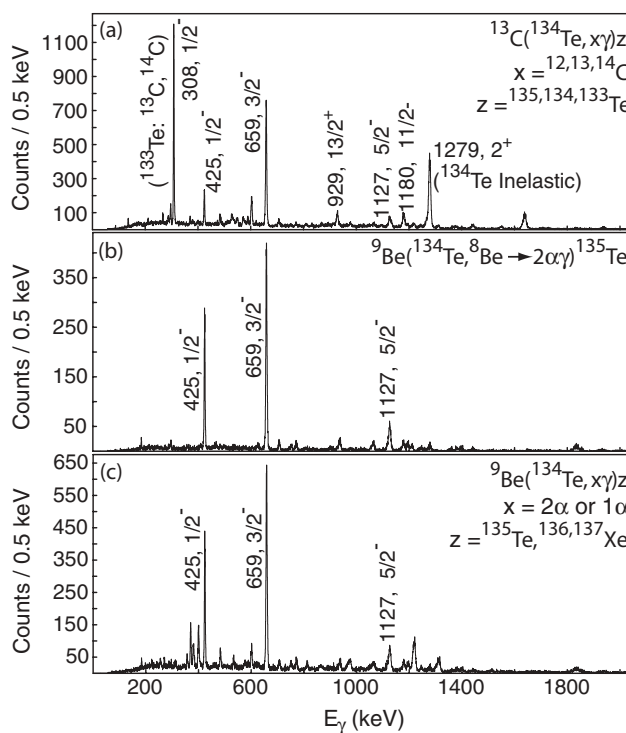 (a)
¹³C(¹³⁴Te, xγ)z
x = ¹²,¹³,¹⁴C
z = ¹³⁵,¹³⁴,¹³³Te
(¹³³Te: ¹³C, ¹⁴C)
308, 1/2⁻
425, 1/2⁻
659, 3/2⁻
929, 13/2⁺
1127, 5/2⁻
1180, 11/2-
1279, 2⁺
(¹³⁴Te Inelastic)
Counts / 0.5 keV
1100
900
700
500
300
100
(b)
⁹Be(¹³⁴Te, ⁸Be → 2αγ)¹³⁵Te
425, 1/2⁻
659, 3/2⁻
1127, 5/2⁻
Counts / 0.5 keV
350
250
150
50
(c)
⁹Be(¹³⁴Te, xγ)z
x = 2α or 1α
z = ¹³⁵Te, ¹³⁶,¹³⁷Xe
425, 1/2⁻
659, 3/2⁻
1127, 5/2⁻
Counts / 0.5 keV
650
550
450
350
250
150
50
200 600 1000 1400 1800
Eγ (keV)